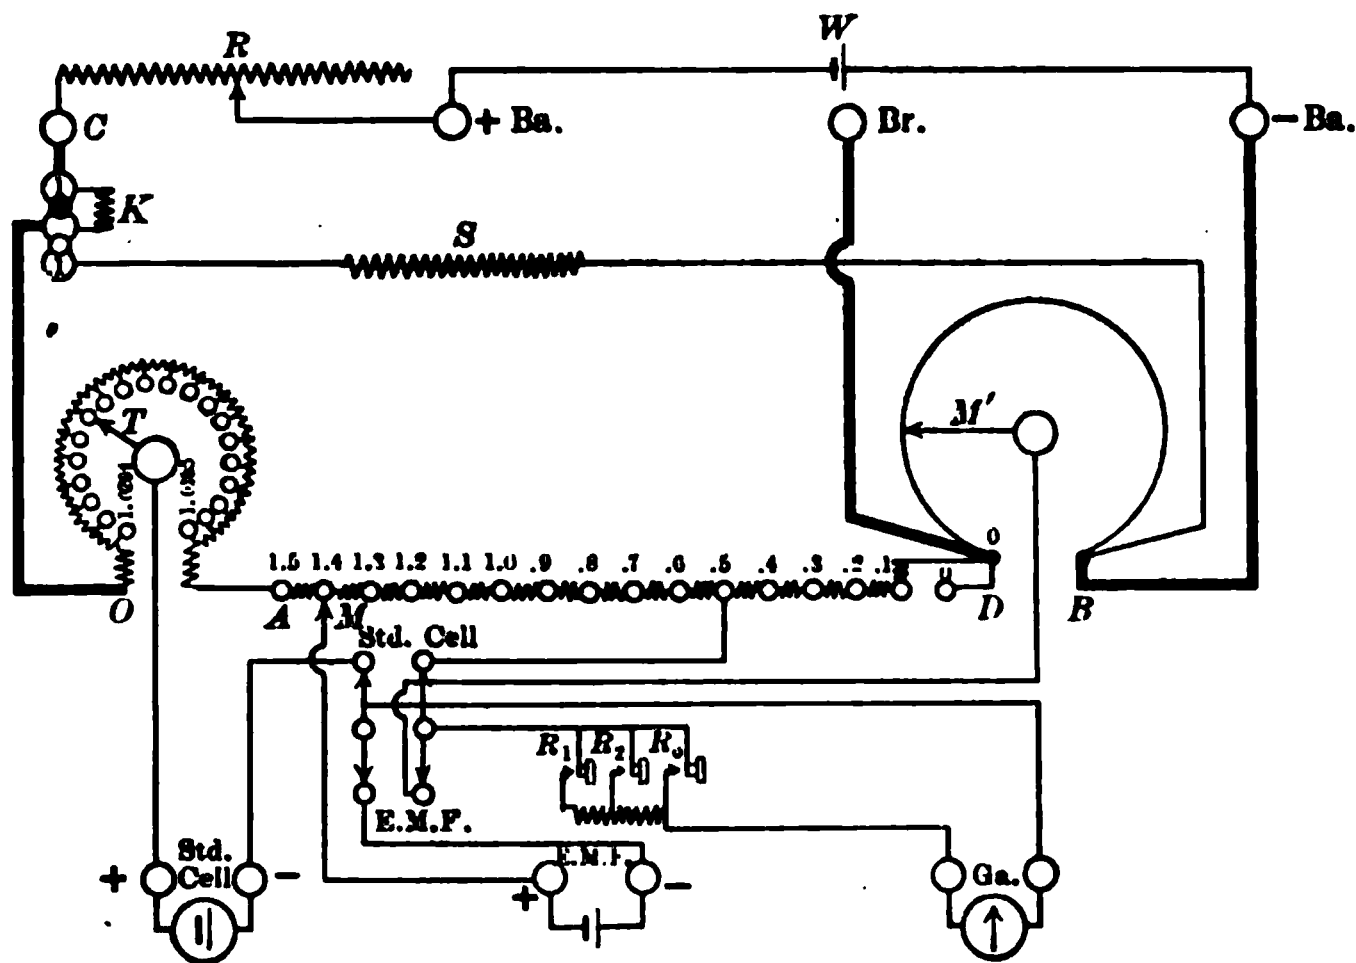 R
W
C
+ Ba.
Br.
- Ba.
K
S
T
M'
O
0
1.5 1.4 1.3 1.2 1.1 1.0 .9 .8 .7 .6 .5 .4 .3 .2 .1
A
M
D
B
Std. Cell
R₁ R₂
E.M.F.
+ Std. Cell -
E.M.F.
+ -
Ga.